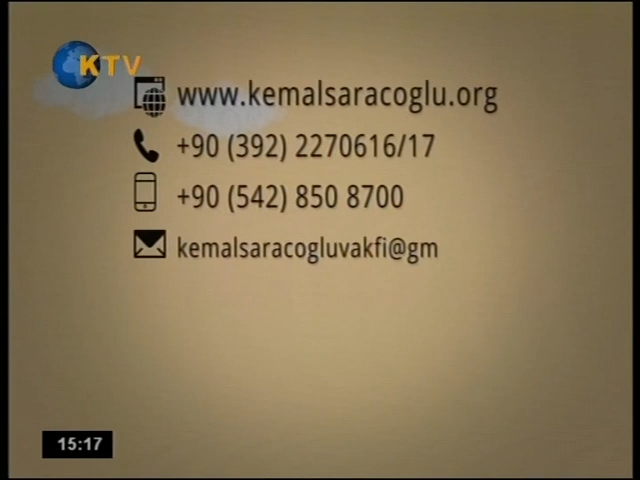 KTV
www.kemalsaracoglu.org
+90 (392) 2270616/17
+90 (542) 850 8700
kemalsaracogluvakfi@gm
15:17